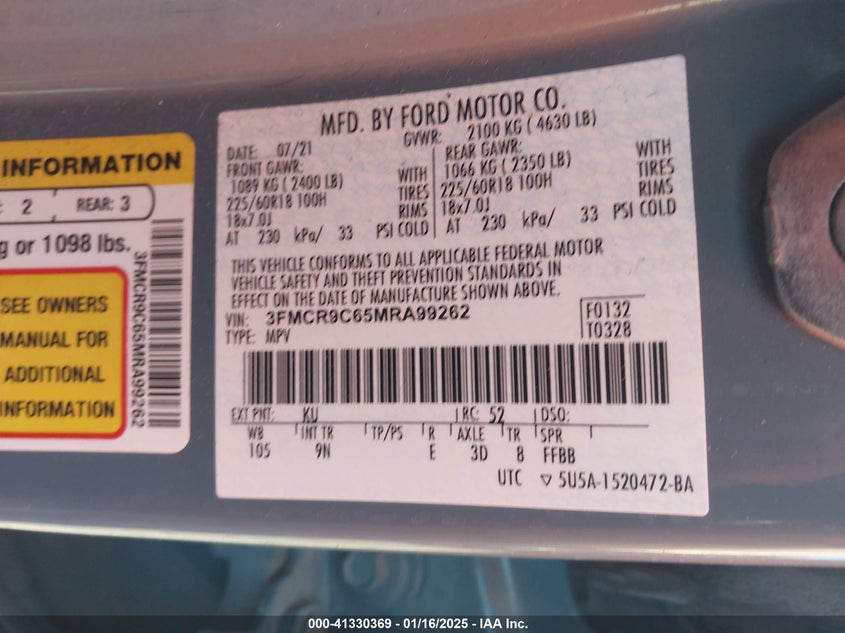 INFORMATION
2 REAR: 3
g or 1098 lbs.
SEE OWNERS
MANUAL FOR
ADDITIONAL
INFORMATION
3FMCR9C65MRA99262
MFD. BY FORD MOTOR CO.
DATE: 07/21 GVWR: 2100 KG ( 4630 LB)
FRONT GAWR: REAR GAWR:
1089 KG ( 2400 LB) WITH 1066 KG ( 2350 LB) WITH
225/60R18 100H TIRES 225/60R18 100H TIRES
18x7.0J RIMS 18x7.0J RIMS
AT 230 kPa/ 33 PSI COLD AT 230 kPa/ 33 PSI COLD
THIS VEHICLE CONFORMS TO ALL APPLICABLE FEDERAL MOTOR
VEHICLE SAFETY AND THEFT PREVENTION STANDARDS IN
EFFECT ON THE DATE OF MANUFACTURE SHOWN ABOVE.
VIN: 3FMCR9C65MRA99262 F0132
TYPE: MPV T0328
EXT PNT: KU RC: 52 DSO:
WB INT TR TP/PS R AXLE TR SPR
105 9N E 3D 8 FFBB
UTC ▽ 5U5A-1520472-BA
000-41330369 - 01/16/2025 - IAA Inc.